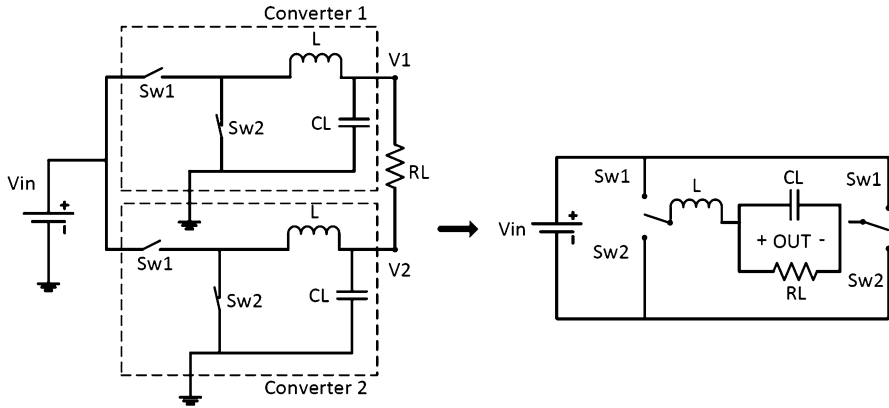 Converter 1
L
V1
Sw1
Sw2
CL
Vin
+
-
RL
L
V2
Sw1
Sw2
CL
Converter 2
Vin
+
-
Sw1
L
CL
Sw1
+ OUT -
Sw2
RL
Sw2